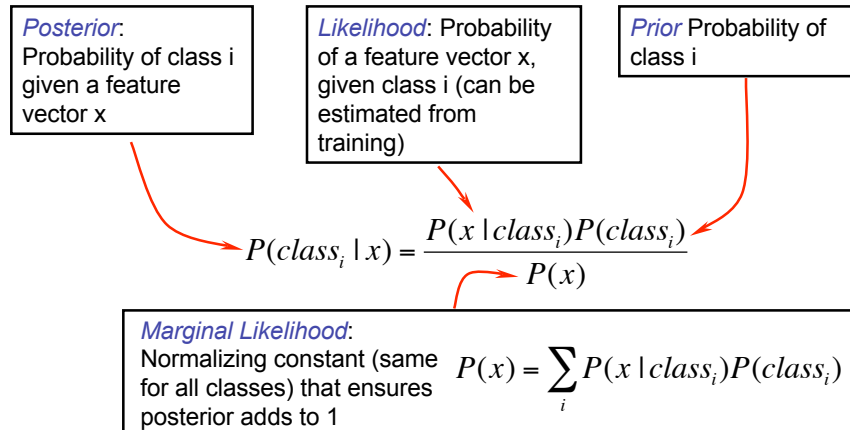 Posterior:
Probability of class i
given a feature
vector x
Likelihood: Probability
of a feature vector x,
given class i (can be
estimated from
training)
Prior Probability of
class i
P(class_i | x) = P(x | class_i)P(class_i) / P(x)
Marginal Likelihood:
Normalizing constant (same
for all classes) that ensures
posterior adds to 1
P(x) = ∑_i P(x | class_i)P(class_i)